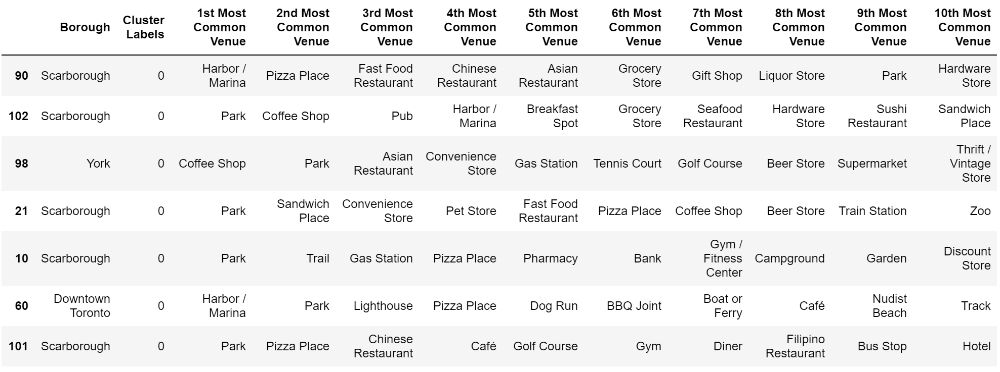 Borough Cluster Labels 1st Most Common Venue 2nd Most Common Venue 3rd Most Common Venue 4th Most Common Venue 5th Most Common Venue 6th Most Common Venue 7th Most Common Venue 8th Most Common Venue 9th Most Common Venue 10th Most Common Venue
90 Scarborough 0 Harbor / Marina Pizza Place Fast Food Restaurant Chinese Restaurant Asian Restaurant Grocery Store Gift Shop Liquor Store Park Hardware Store
102 Scarborough 0 Park Coffee Shop Pub Harbor / Marina Breakfast Spot Grocery Store Seafood Restaurant Hardware Store Sushi Restaurant Sandwich Place
98 York 0 Coffee Shop Park Asian Restaurant Convenience Store Gas Station Tennis Court Golf Course Beer Store Supermarket Thrift / Vintage Store
21 Scarborough 0 Park Sandwich Place Convenience Store Pet Store Fast Food Restaurant Pizza Place Coffee Shop Beer Store Train Station Zoo
10 Scarborough 0 Park Trail Gas Station Pizza Place Pharmacy Bank Gym / Fitness Center Campground Garden Discount Store
60 Downtown Toronto 0 Harbor / Marina Park Lighthouse Pizza Place Dog Run BBQ Joint Boat or Ferry Café Nudist Beach Track
101 Scarborough 0 Park Pizza Place Chinese Restaurant Café Golf Course Gym Diner Filipino Restaurant Bus Stop Hotel